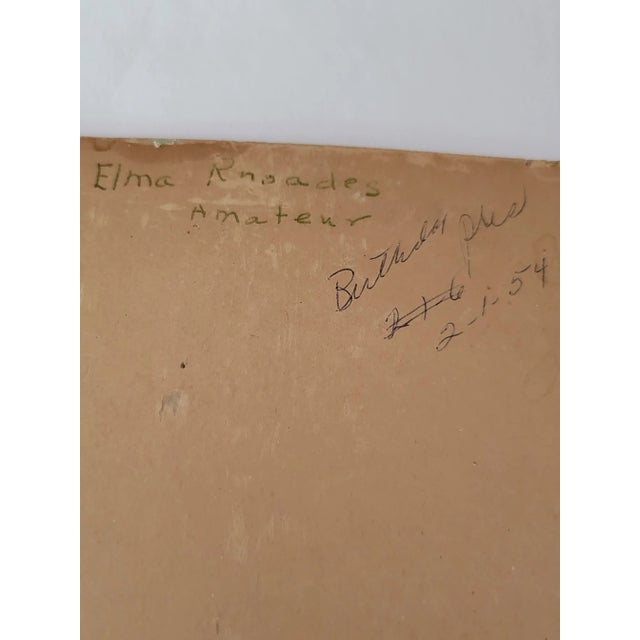 Elma Rhoades
Amateur
Birthday
2-1-54